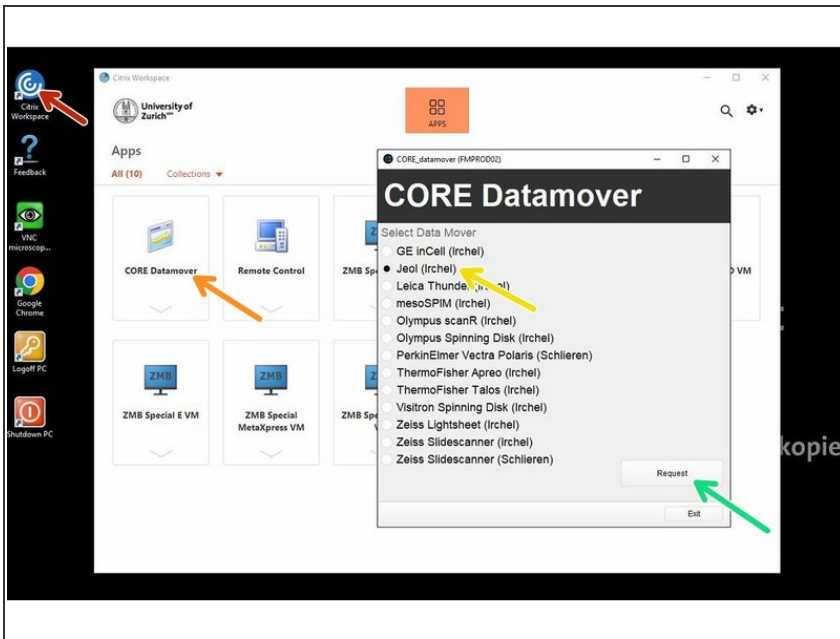 Citrix
Workspace
Feedback
VNC
microscop...
Google
Chrome
Logoff PC
Shutdown PC
Citrix Workspace
University of
Zurich
APPS
Apps
All (10) Collections
CORE Datamover
Remote Control
ZMB
ZMB Special E VM
ZMB
ZMB Special
MetaXpress VM
VM
kopie
CORE_datamover (FMPROD02)
CORE Datamover
Select Data Mover
GE inCell (Irchel)
Jeol (Irchel)
Leica Thunder
mesoSPIM (Irchel)
Olympus scanR (Irchel)
Olympus Spinning Disk (Irchel)
PerkinElmer Vectra Polaris (Schlieren)
ThermoFisher Apreo (Irchel)
ThermoFisher Talos (Irchel)
Visitron Spinning Disk (Irchel)
Zeiss Lightsheet (Irchel)
Zeiss Slidescanner (Irchel)
Zeiss Slidescanner (Schlieren)
Request
Exit